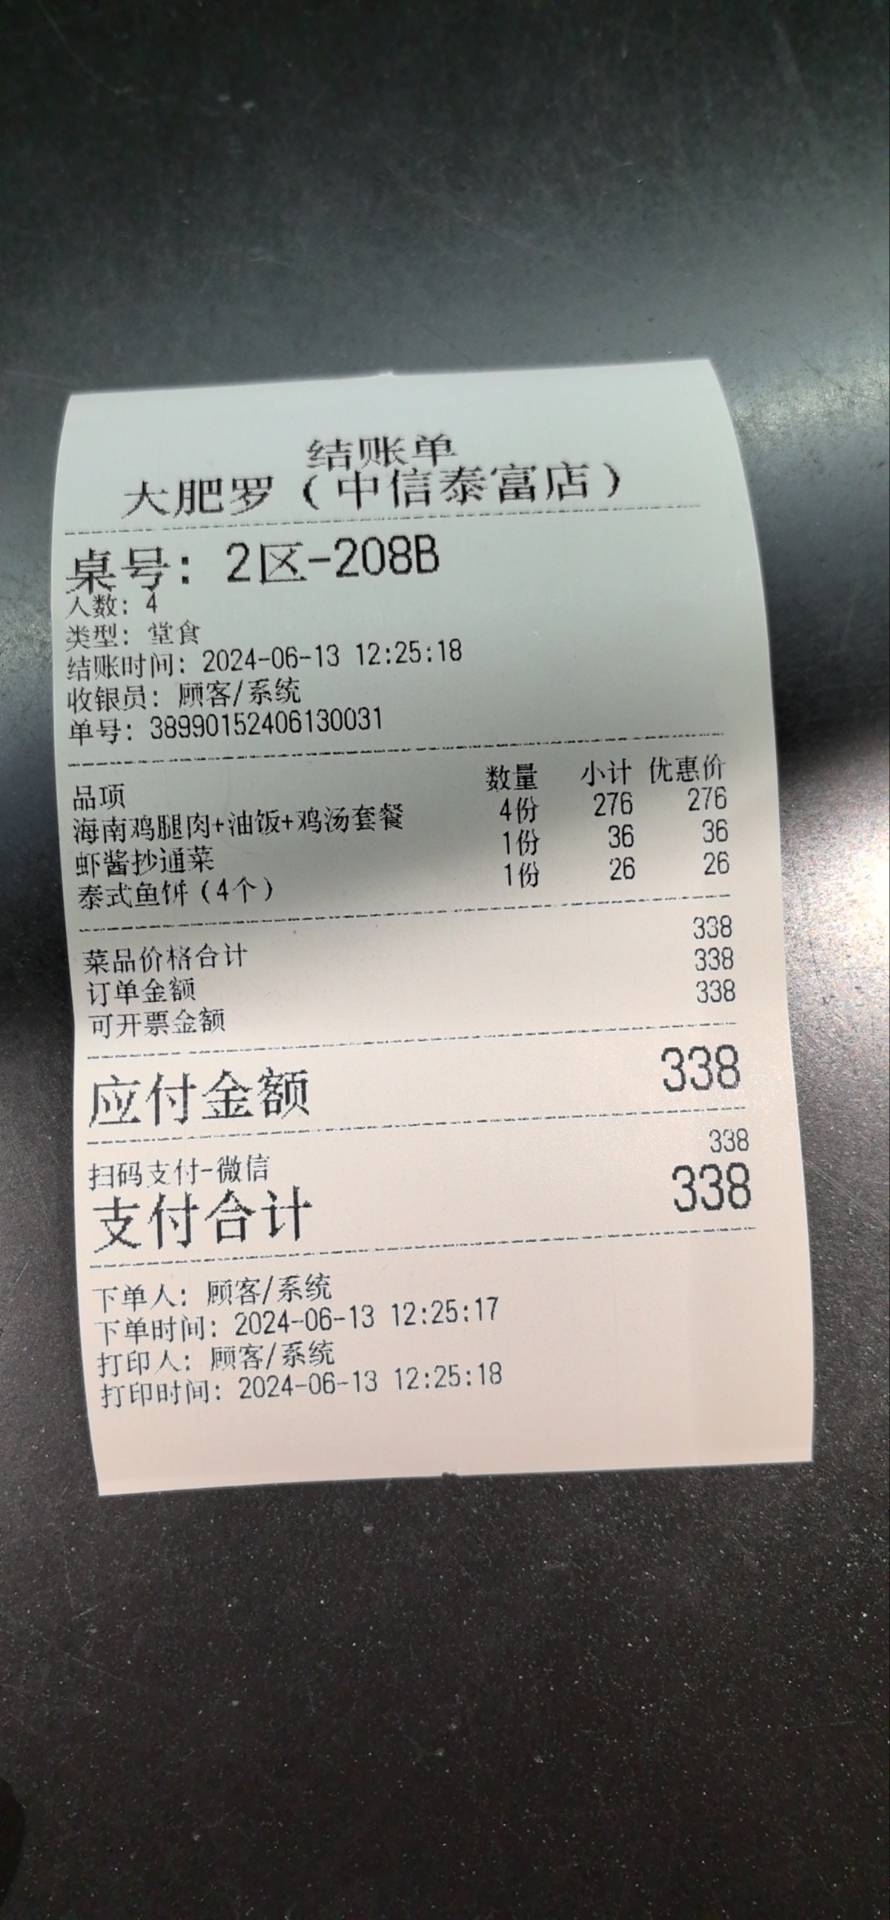 结账单
大肥罗（中信泰富店）
桌号：2区-208B
人数：4
类型：堂食
结账时间：2024-06-13 12:25:18
收银员：顾客/系统
单号：38990152406130031
品项 数量 小计 优惠价
海南鸡腿肉+油饭+鸡汤套餐 4份 276 276
虾酱抄通菜 1份 36 36
泰式鱼饼（4个） 1份 26 26
菜品价格合计 338
订单金额 338
可开票金额 338
应付金额 338
扫码支付-微信 338
支付合计 338
下单人：顾客/系统
下单时间：2024-06-13 12:25:17
打印人：顾客/系统
打印时间：2024-06-13 12:25:18